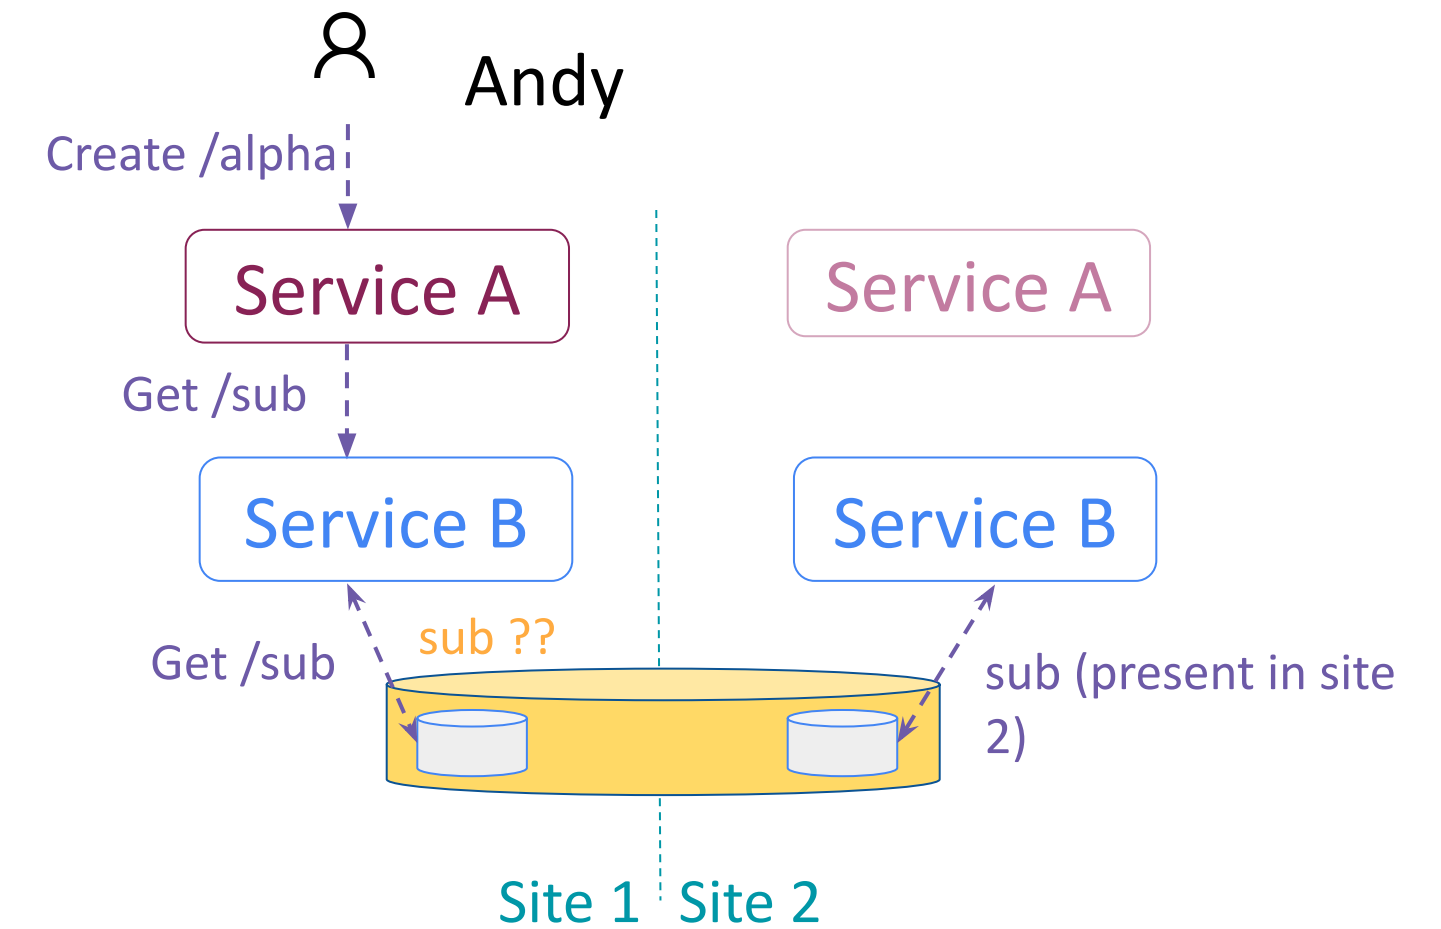 Andy
Create /alpha
Service A
Service A
Get /sub
Service B
Service B
sub ??
Get /sub
sub (present in site
2)
Site 1
Site 2